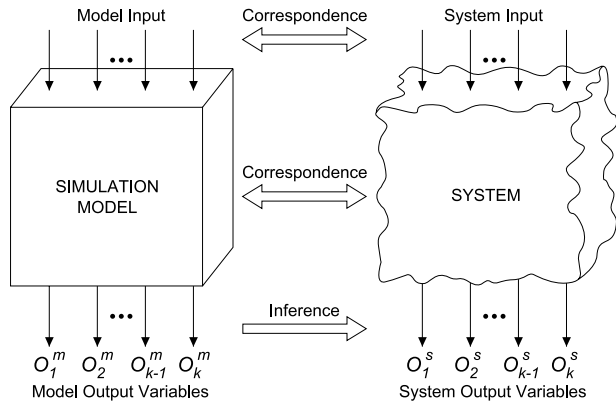 Model Input
Correspondence
System Input
...
...
SIMULATION
MODEL
Correspondence
SYSTEM
...
Inference
...
O₁ᵐ O₂ᵐ Oₖ₋₁ᵐ Oₖᵐ
O₁ˢ O₂ˢ Oₖ₋₁ˢ Oₖˢ
Model Output Variables
System Output Variables